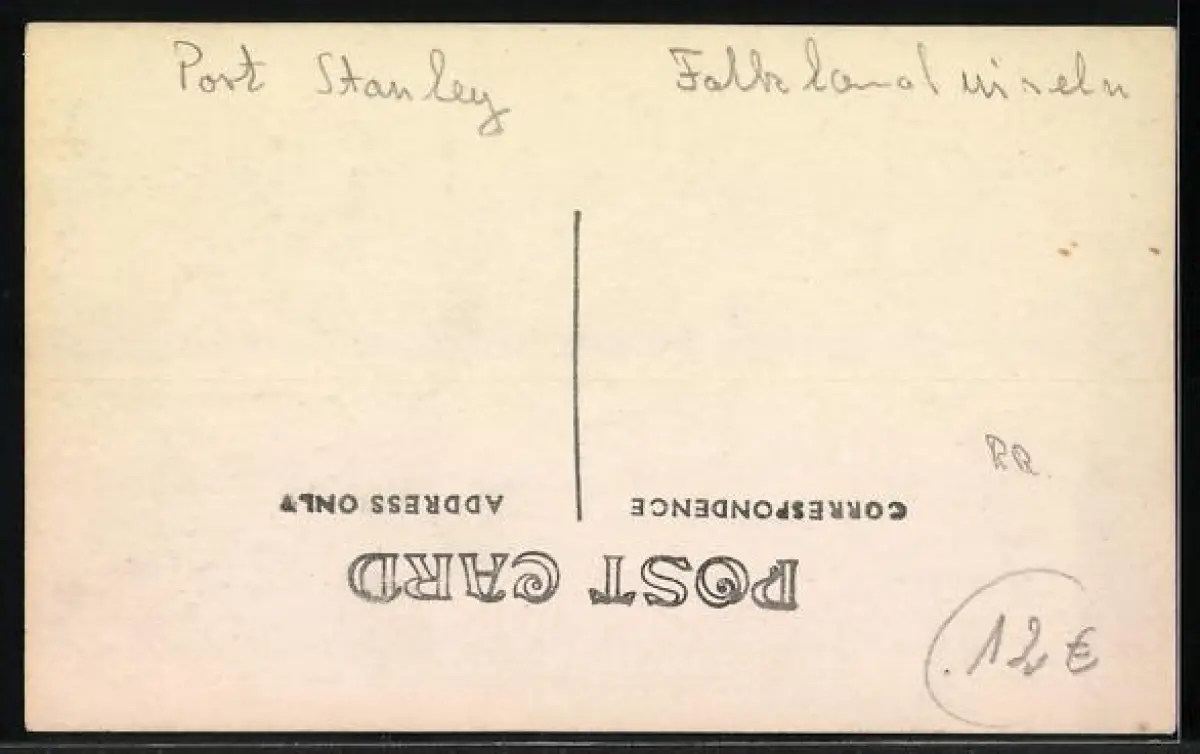 Port Stanley Falklandinseln
RR.
12 €
POST CARD
CORRESPONDENCE
ADDRESS ONLY